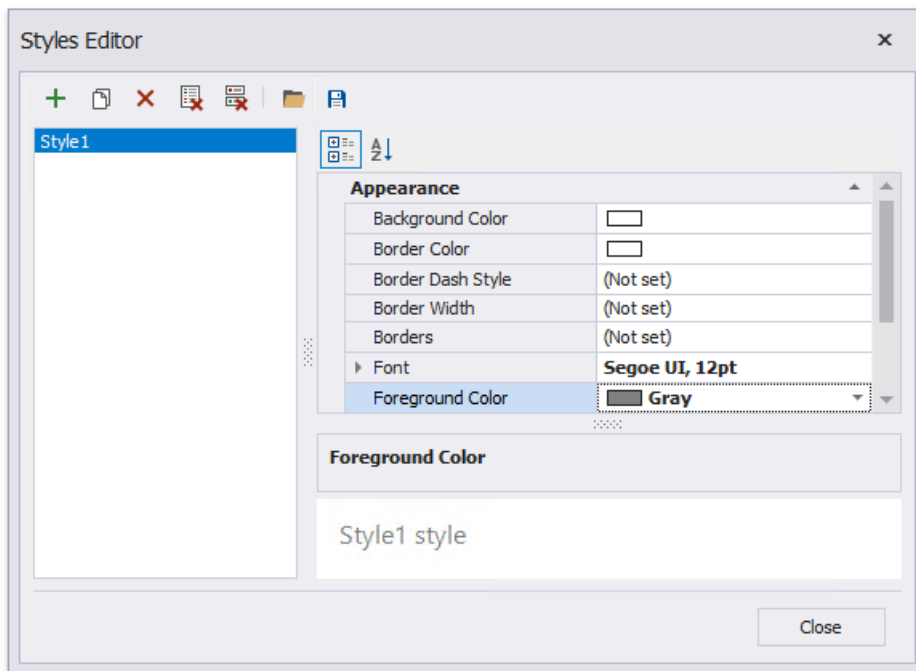 Styles Editor
Style1
A
Z
Appearance
Background Color
Border Color
Border Dash Style (Not set)
Border Width (Not set)
Borders (Not set)
Font Segoe UI, 12pt
Foreground Color Gray
Foreground Color
Style1 style
Close